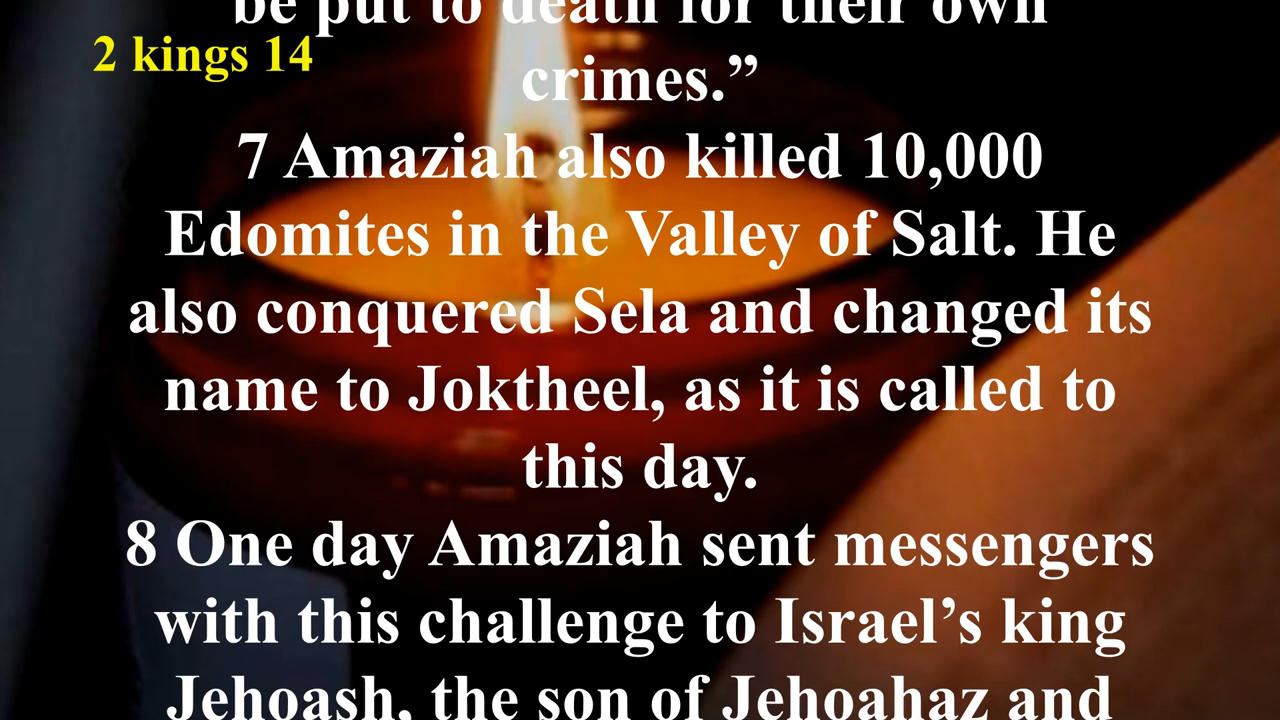 be put to death for their own
2 kings 14
crimes.”
7 Amaziah also killed 10,000
Edomites in the Valley of Salt. He
also conquered Sela and changed its
name to Joktheel, as it is called to
this day.
8 One day Amaziah sent messengers
with this challenge to Israel’s king
Jehoash, the son of Jehoahaz and